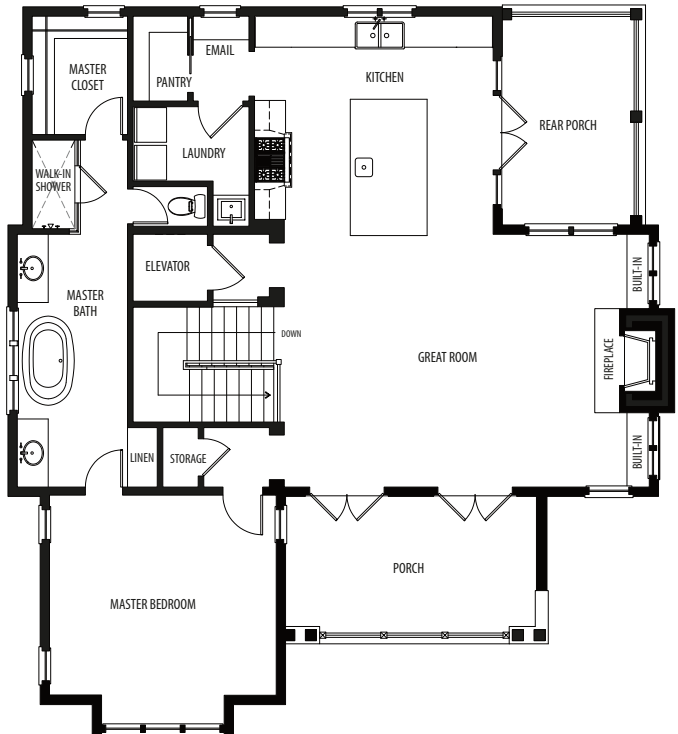 EMAIL
MASTER
CLOSET
PANTRY
KITCHEN
REAR PORCH
LAUNDRY
WALK-IN
SHOWER
ELEVATOR
BUILT-IN
MASTER
BATH
DOWN
GREAT ROOM
FIREPLACE
BUILT-IN
LINEN
STORAGE
PORCH
MASTER BEDROOM